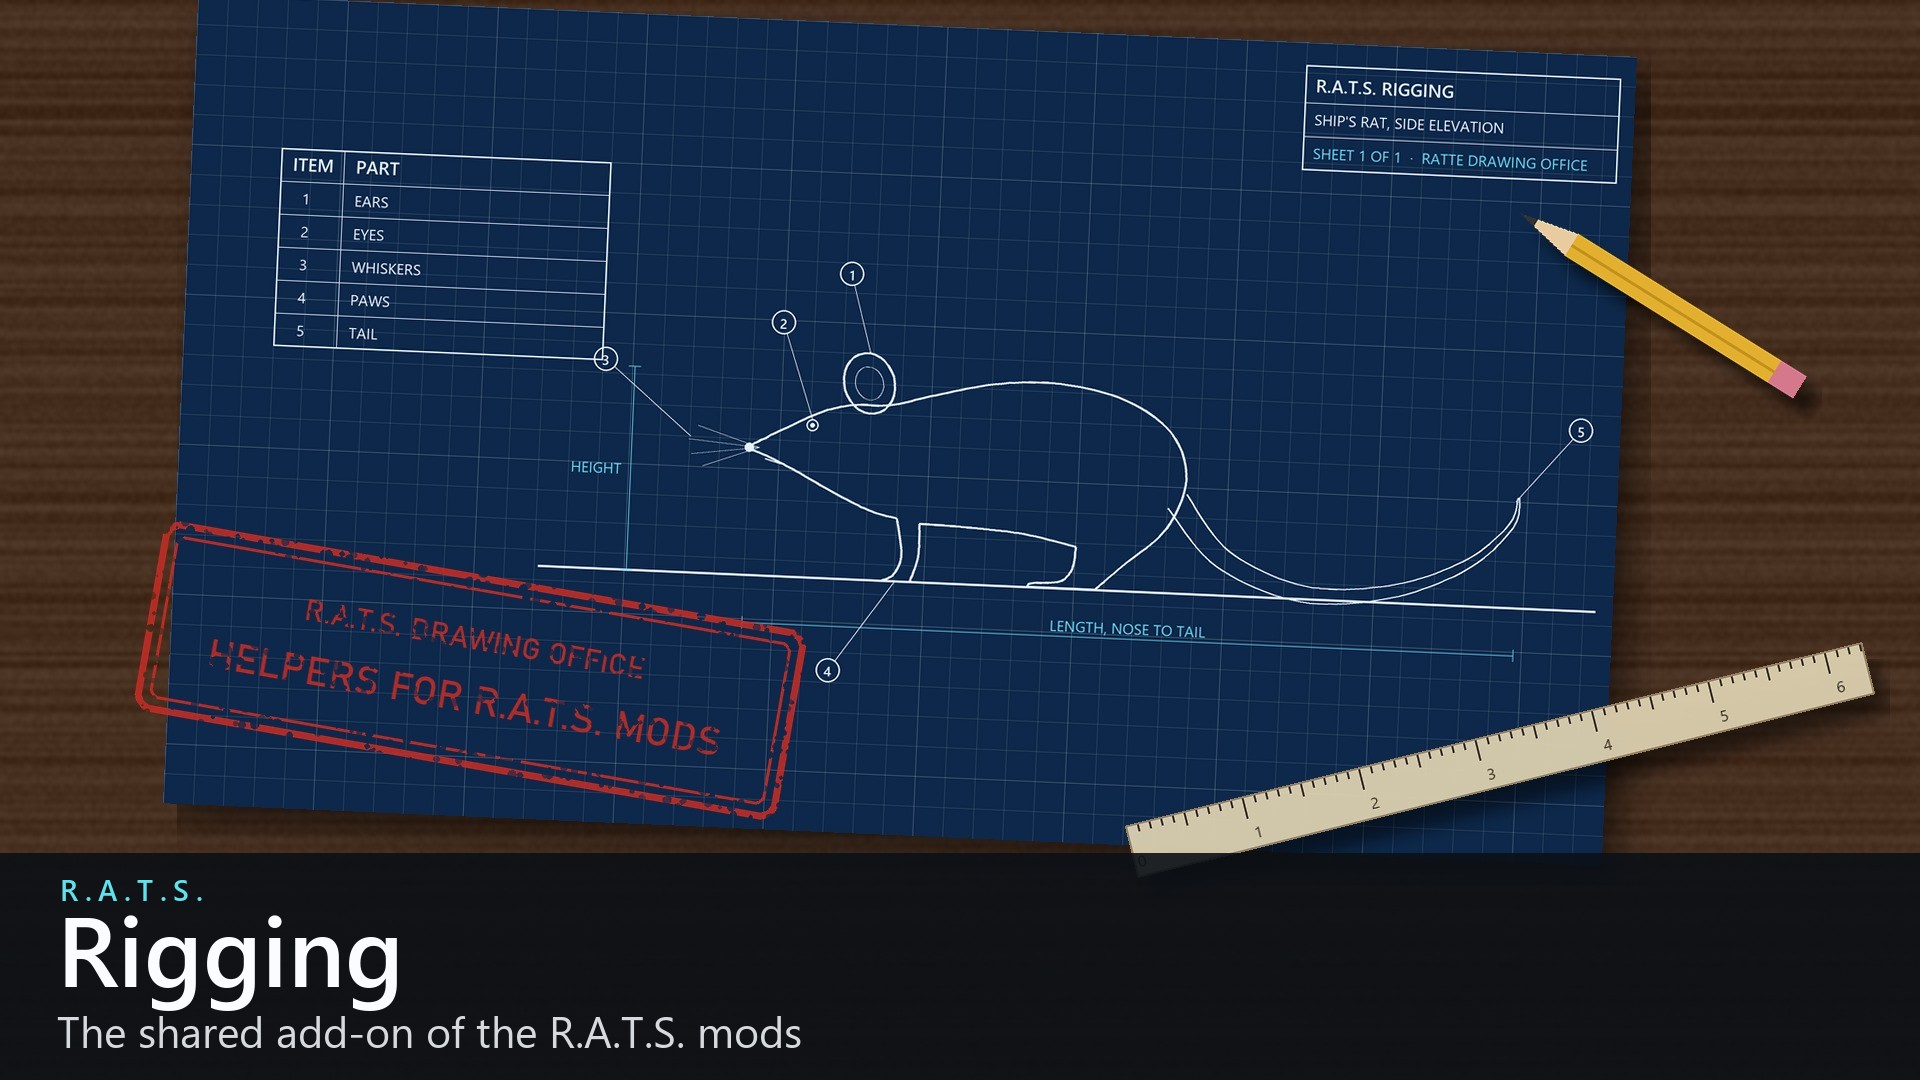 R.A.T.S. RIGGING
SHIP'S RAT, SIDE ELEVATION
SHEET 1 OF 1 · RATTE DRAWING OFFICE
ITEM PART
1 EARS
2 EYES
3 WHISKERS
4 PAWS
5 TAIL
1
2
3
5
HEIGHT
LENGTH, NOSE TO TAIL
4
R.A.T.S. DRAWING OFFICE
HELPERS FOR R.A.T.S. MODS
0 1 2 3 4 5 6
R.A.T.S.
Rigging
The shared add-on of the R.A.T.S. mods